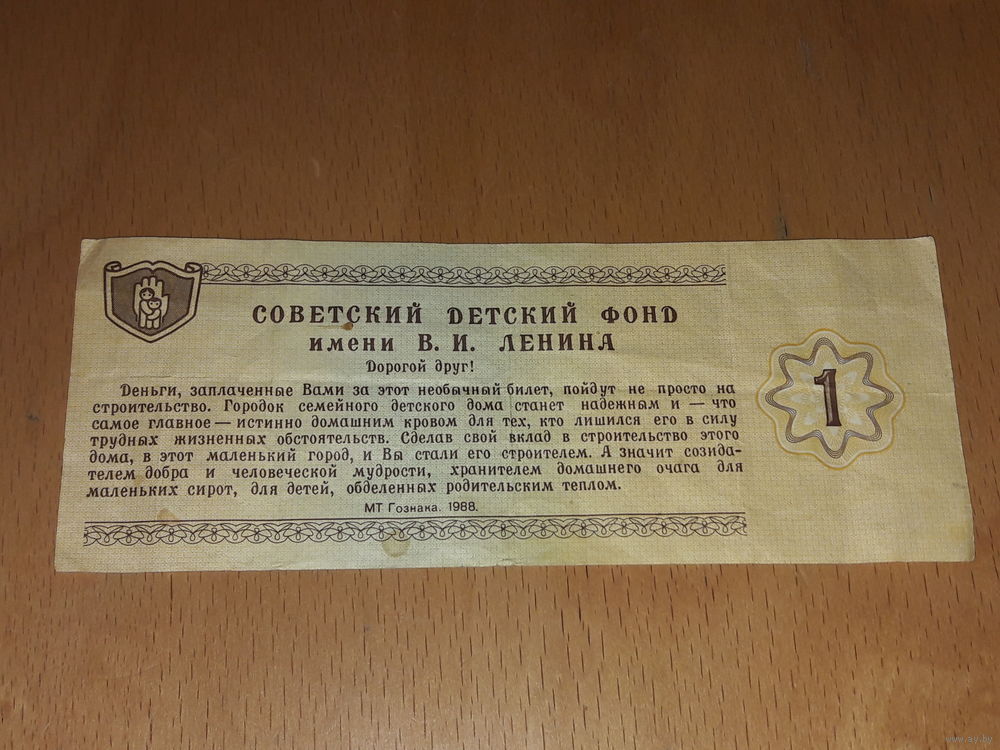 СОВЕТСКИЙ ДЕТСКИЙ ФОНД
имени В. И. ЛЕНИНА
Дорогой друг!
Деньги, заплаченные Вами за этот необычный билет, пойдут не просто на
строительство. Городок семейного детского дома станет надежным и — что
самое главное — истинно домашним кровом для тех, кто лишился его в силу
трудных жизненных обстоятельств. Сделав свой вклад в строительство этого
дома, в этот маленький город, и Вы стали его строителем. А значит созида-
телем добра и человеческой мудрости, хранителем домашнего очага для
маленьких сирот, для детей, обделенных родительским теплом.
МТ Гознака. 1988.
1
www.ay.by